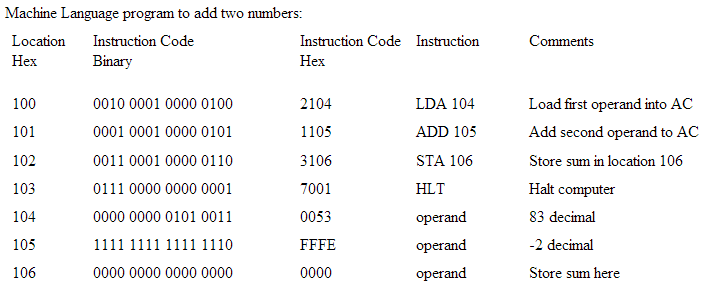 Machine Language program to add two numbers:
Location Instruction Code Instruction Code Instruction Comments
Hex Binary Hex
100 0010 0001 0000 0100 2104 LDA 104 Load first operand into AC
101 0001 0001 0000 0101 1105 ADD 105 Add second operand to AC
102 0011 0001 0000 0110 3106 STA 106 Store sum in location 106
103 0111 0000 0000 0001 7001 HLT Halt computer
104 0000 0000 0101 0011 0053 operand 83 decimal
105 1111 1111 1111 1110 FFFE operand -2 decimal
106 0000 0000 0000 0000 0000 operand Store sum here